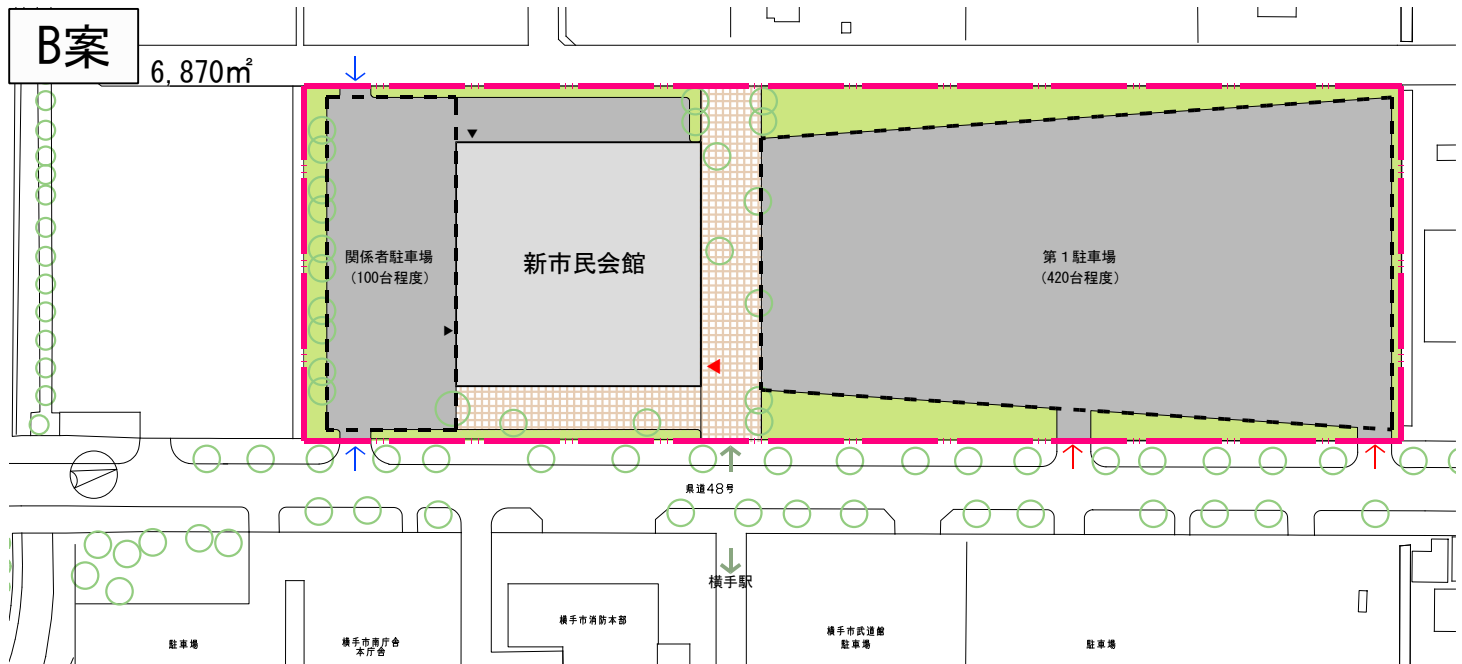 B案
6,870㎡
関係者駐車場
(100台程度)
新市民会館
第1駐車場
(420台程度)
県道48号
横手駅
駐車場
横手市南庁舎
本庁舎
横手市消防本部
横手市武道館
駐車場
駐車場